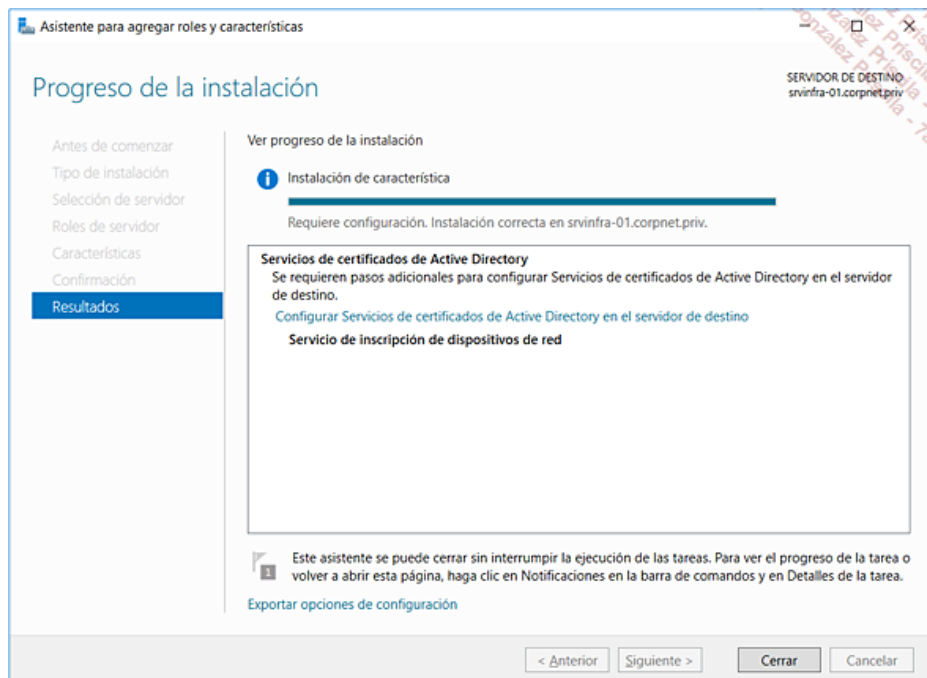 Asistente para agregar roles y características
Progreso de la instalación
SERVIDOR DE DESTINO
srvinfra-01.corpnet.priv
Antes de comenzar
Tipo de instalación
Selección de servidor
Roles de servidor
Características
Confirmación
Resultados
Ver progreso de la instalación
Instalación de característica
Requiere configuración. Instalación correcta en srvinfra-01.corpnet.priv.
Servicios de certificados de Active Directory
Se requieren pasos adicionales para configurar Servicios de certificados de Active Directory en el servidor
de destino.
Configurar Servicios de certificados de Active Directory en el servidor de destino
Servicio de inscripción de dispositivos de red
1
Este asistente se puede cerrar sin interrumpir la ejecución de las tareas. Para ver el progreso de la tarea o
volver a abrir esta página, haga clic en Notificaciones en la barra de comandos y en Detalles de la tarea.
Exportar opciones de configuración
< Anterior
Siguiente >
Cerrar
Cancelar